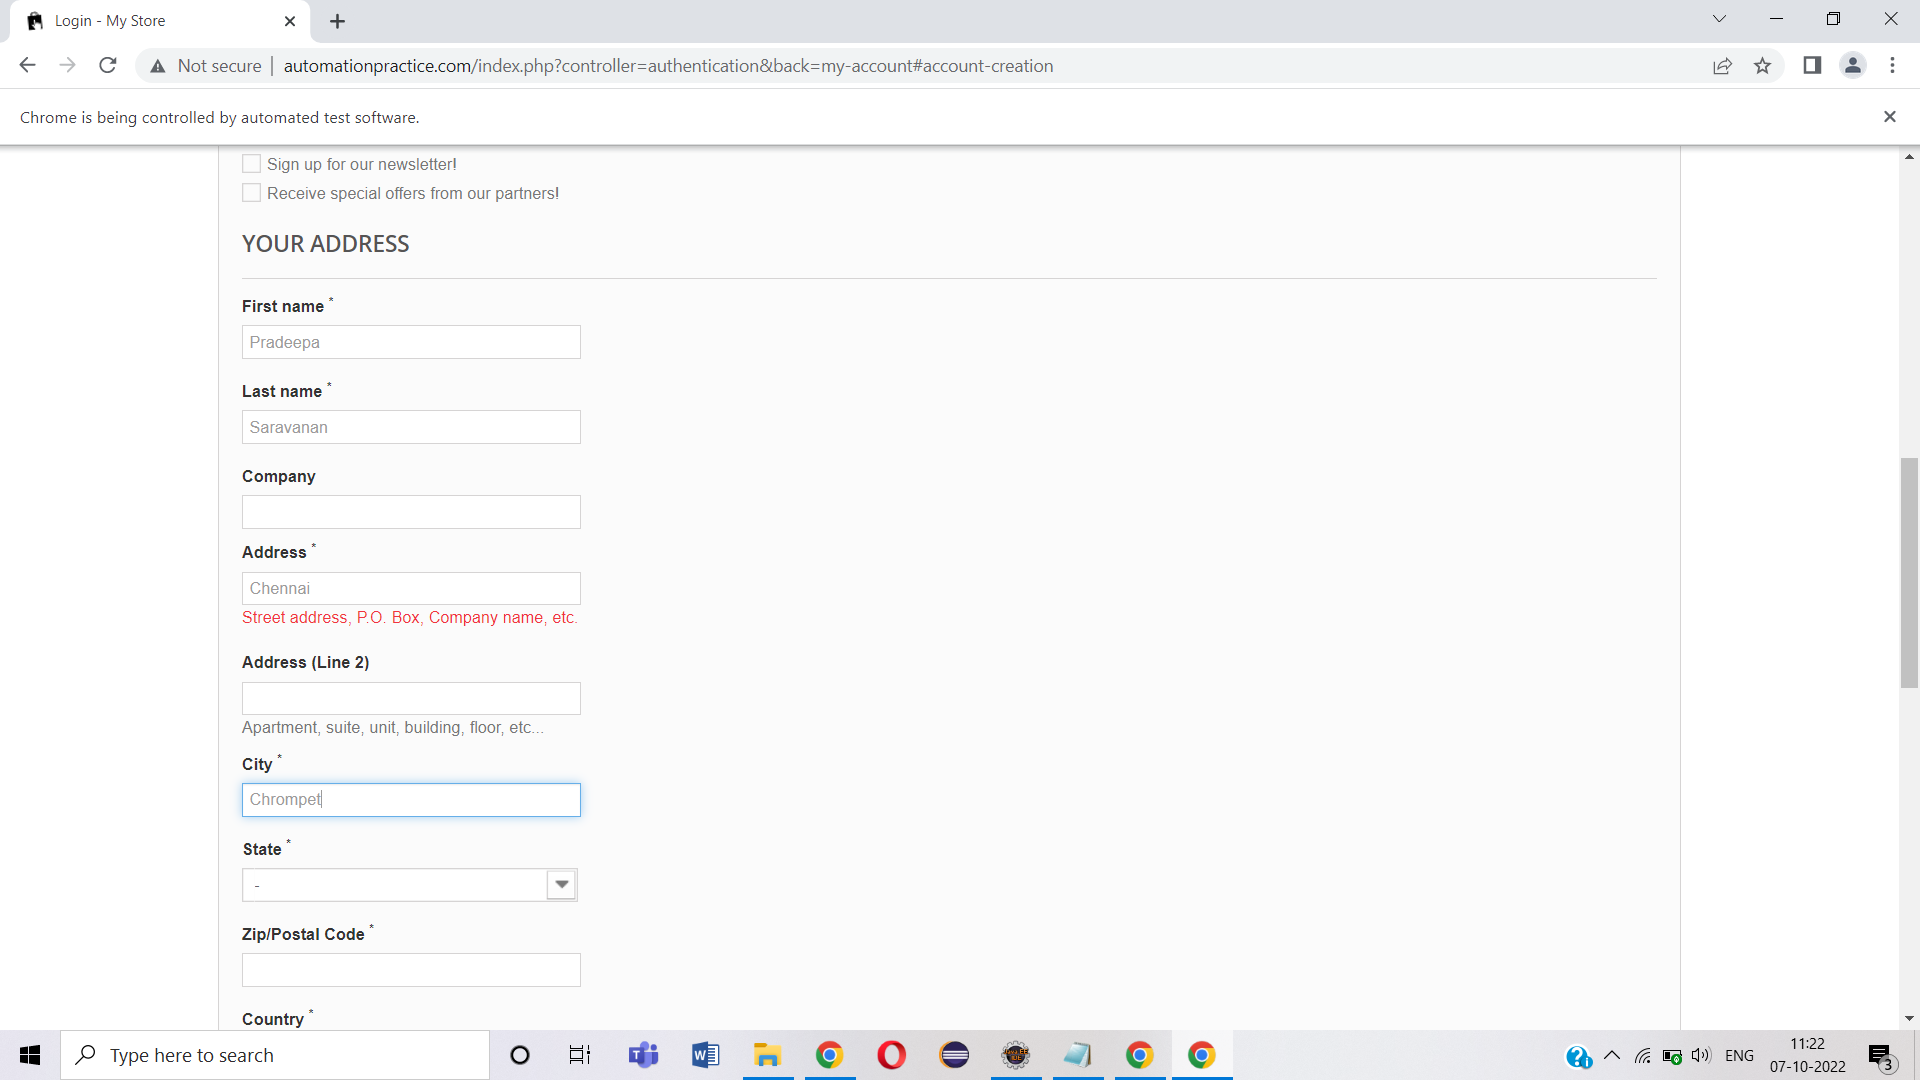 Login - My Store
Not secure
automationpractice.com/index.php?controller=authentication&back=my-account#account-creation
Chrome is being controlled by automated test software.
Sign up for our newsletter!
Receive special offers from our partners!
YOUR ADDRESS
First name *
Pradeepa
Last name *
Saravanan
Company
Address *
Chennai
Street address, P.O. Box, Company name, etc.
Address (Line 2)
Apartment, suite, unit, building, floor, etc...
City *
Chrompet
State *
-
Zip/Postal Code *
Country *
Type here to search
ENG
11:22
07-10-2022
3